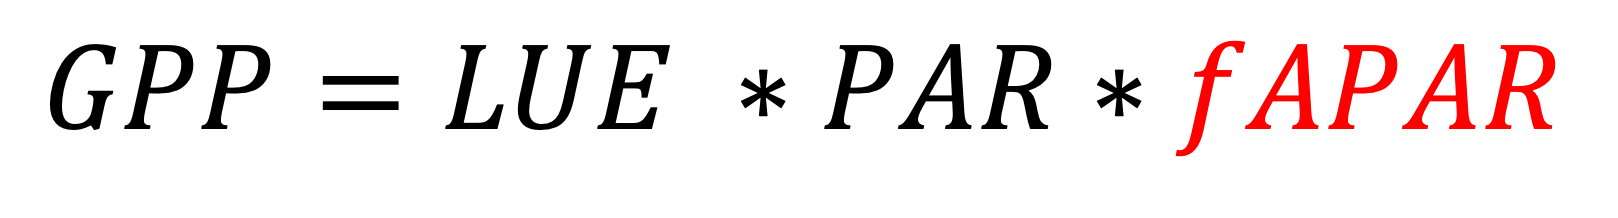 GPP = LUE * PAR * fAPAR